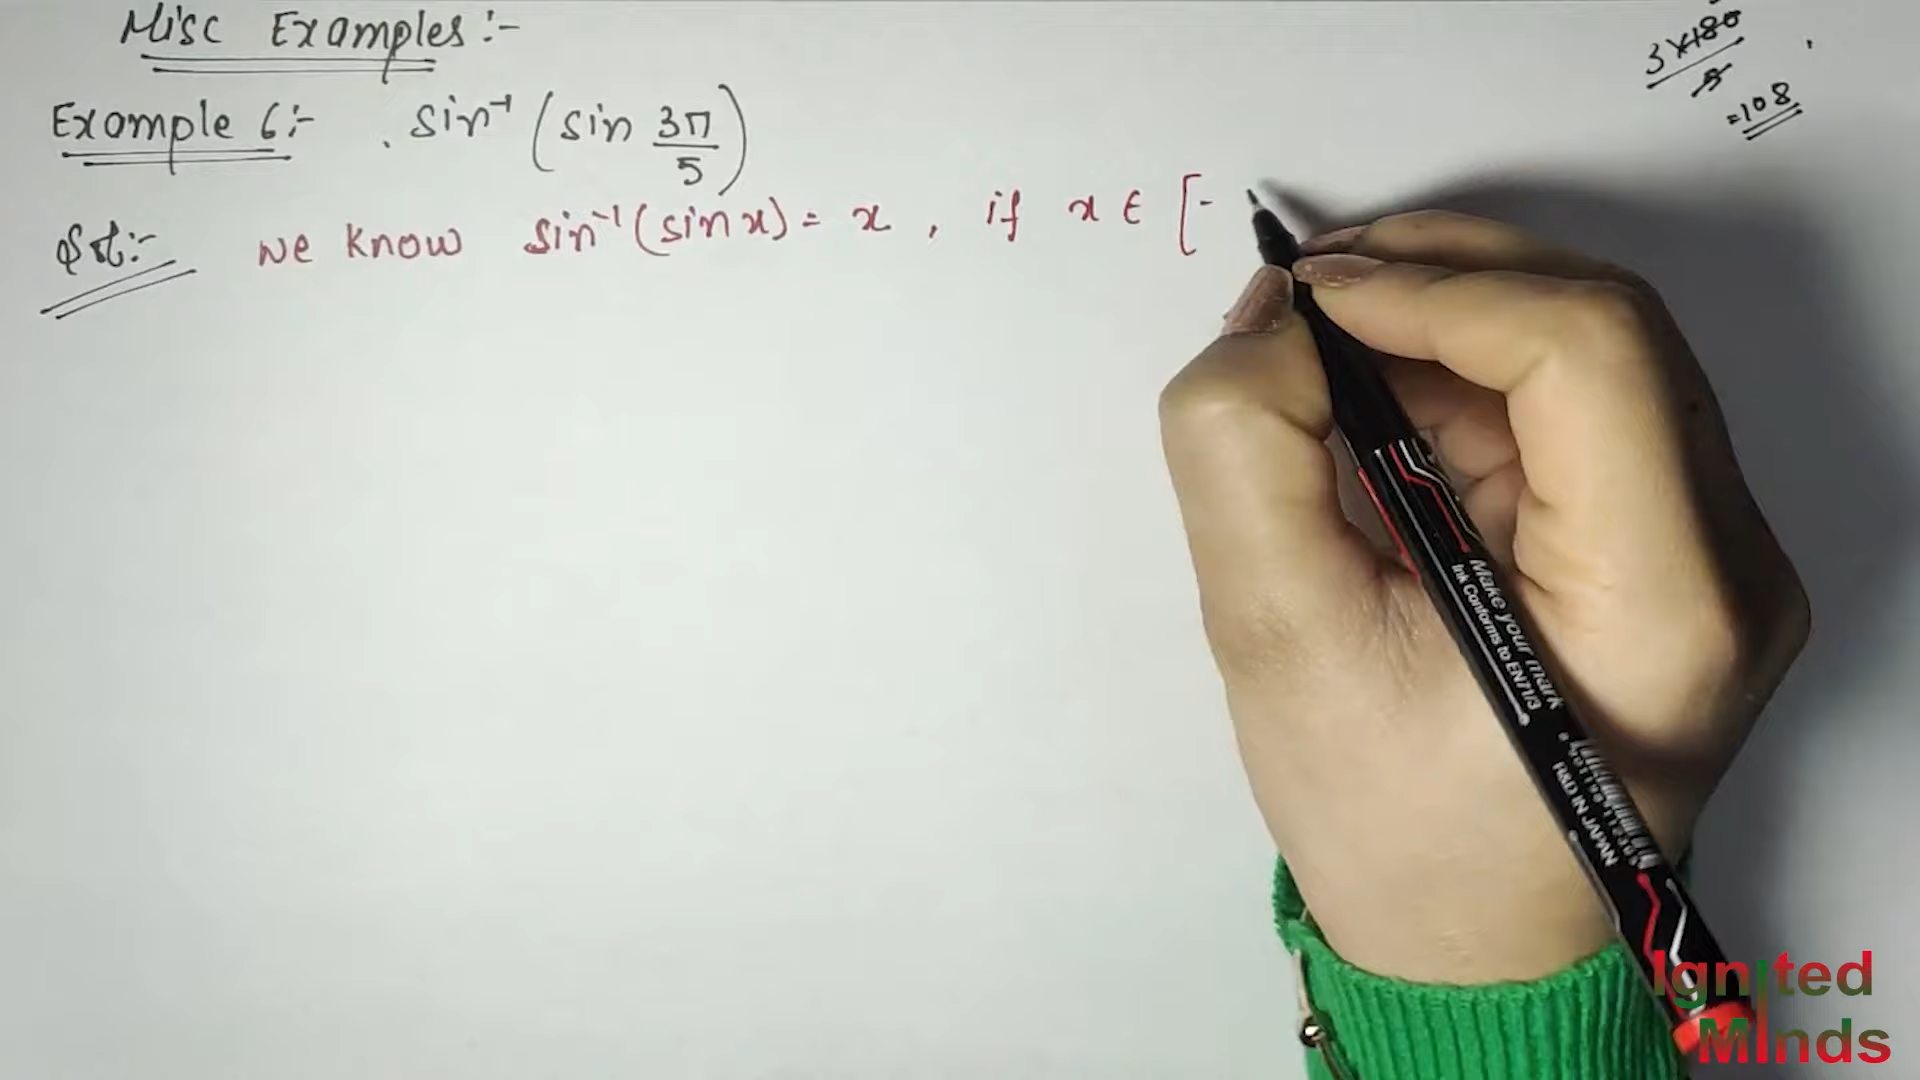 Misc Examples :-
3×180
5
=108
Example 6:- . sin⁻¹ (sin 3π/5)
Sol:- we know sin⁻¹(sin x) = x , if x ∈ [-
Make your mark
Ink Conforms to EN71/3
R&D IN JAPAN
Ignited
Minds